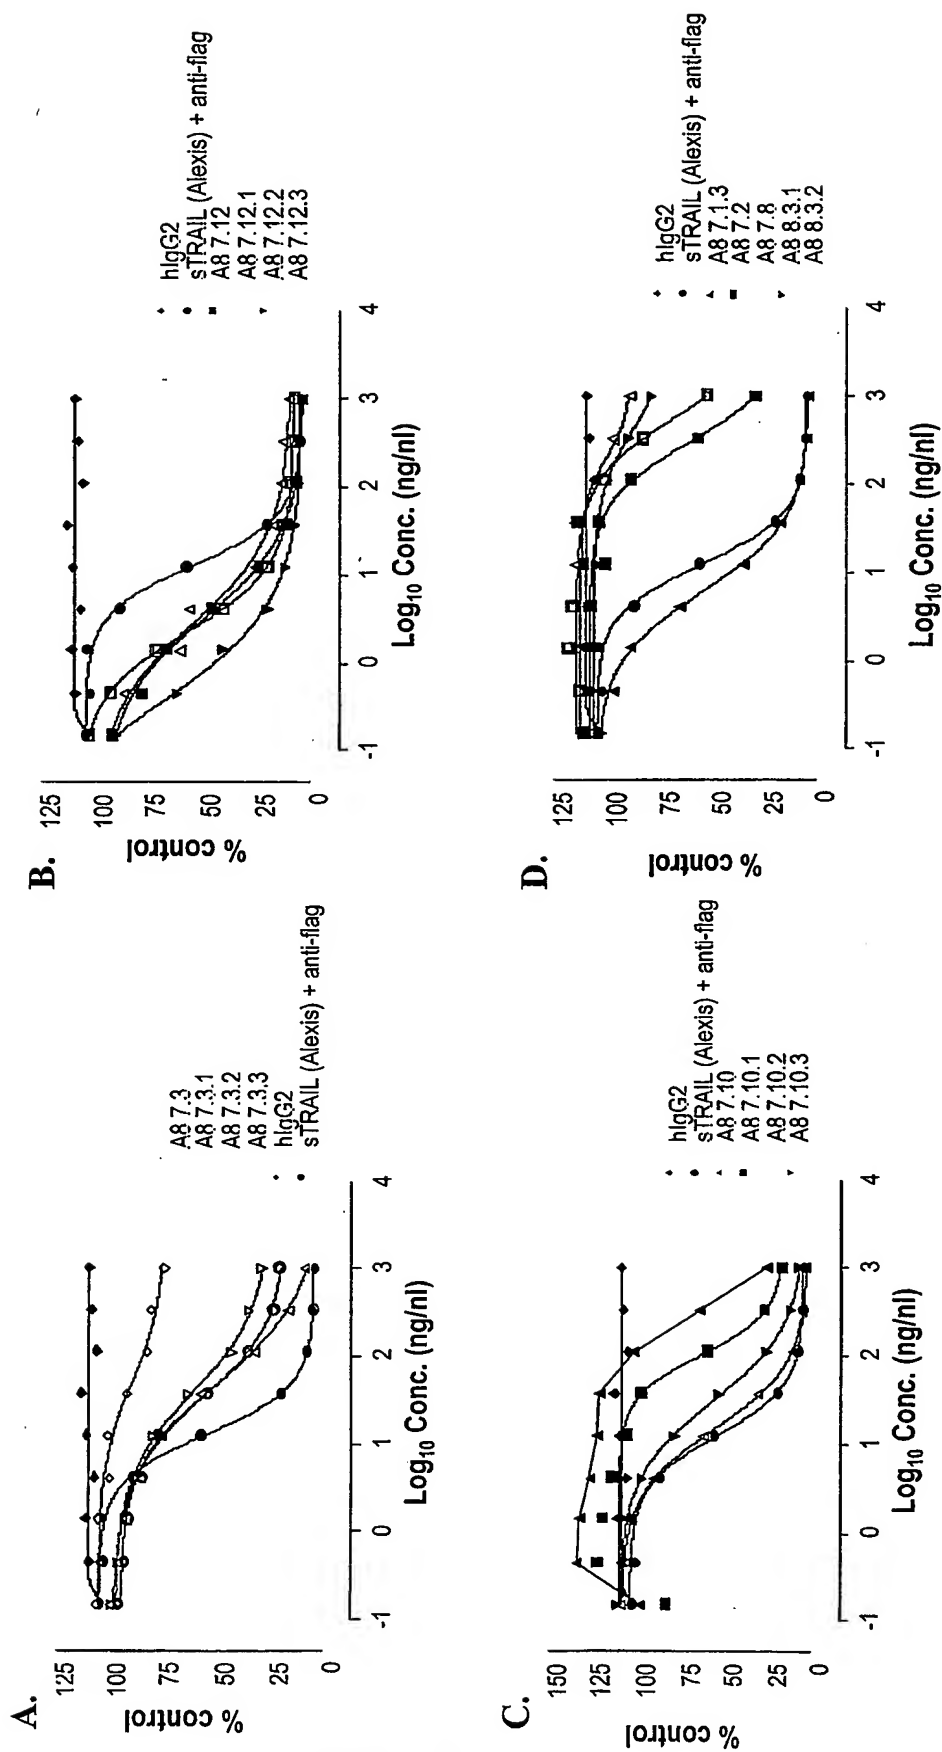 A.
% control
125
100
75
50
25
0
-1
0
1
2
3
4
Log10 Conc. (ng/nl)
A8 7.3
A8 7.3.1
A8 7.3.2
A8 7.3.3
hIgG2
sTRAIL (Alexis) + anti-flag
B.
% control
125
100
75
50
25
0
-1
0
1
2
3
4
Log10 Conc. (ng/nl)
hIgG2
sTRAIL (Alexis) + anti-flag
A8 7.12
A8 7.12.1
A8 7.12.2
A8 7.12.3
C.
% control
150
125
100
75
50
25
0
-1
0
1
2
3
4
Log10 Conc. (ng/nl)
hIgG2
sTRAIL (Alexis) + anti-flag
A8 7.10
A8 7.10.1
A8 7.10.2
A8 7.10.3
D.
% control
125
100
75
50
25
0
-1
0
1
2
3
4
Log10 Conc. (ng/nl)
hIgG2
sTRAIL (Alexis) + anti-flag
A8 7.1.3
A8 7.2
A8 7.8
A8 8.3.1
A8 8.3.2